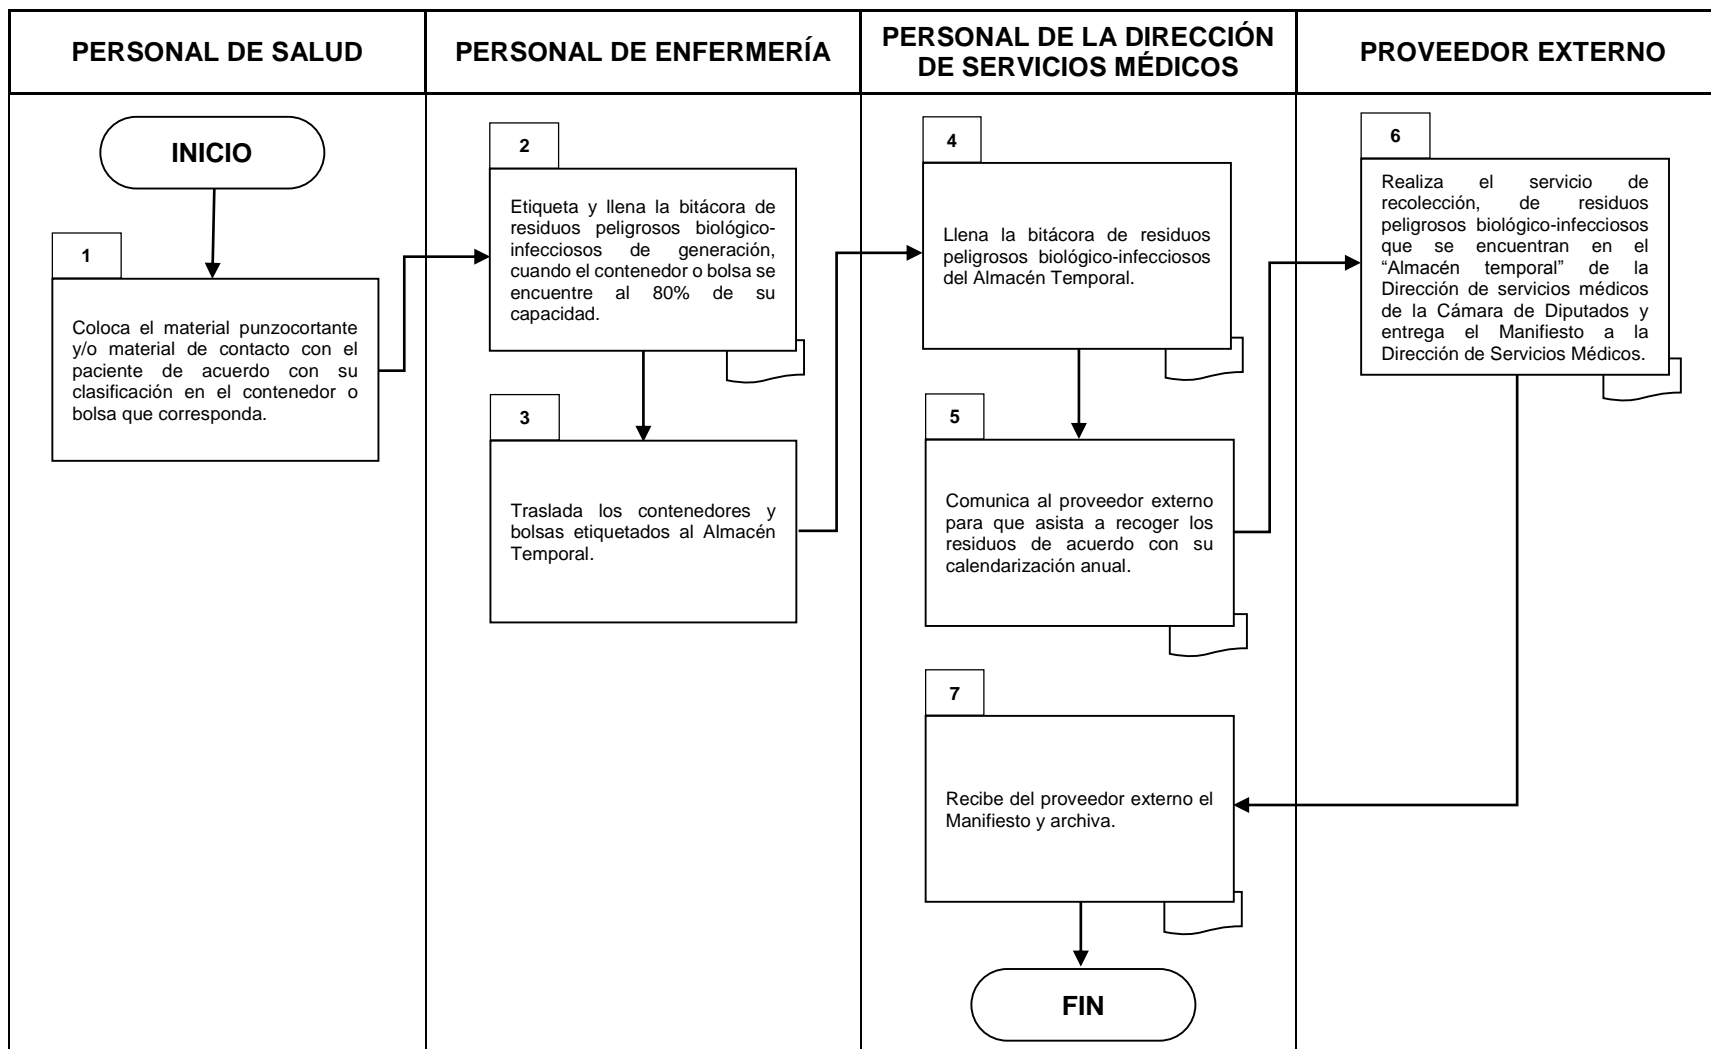 PERSONAL DE SALUD
PERSONAL DE ENFERMERÍA
PERSONAL DE LA DIRECCIÓN
DE SERVICIOS MÉDICOS
PROVEEDOR EXTERNO
INICIO
1
Coloca el material punzocortante
y/o material de contacto con el
paciente de acuerdo con su
clasificación en el contenedor o
bolsa que corresponda.
2
Etiqueta y llena la bitácora de
residuos peligrosos biológico-
infecciosos de generación,
cuando el contenedor o bolsa se
encuentre al 80% de su
capacidad.
3
Traslada los contenedores y
bolsas etiquetados al Almacén
Temporal.
4
Llena la bitácora de residuos
peligrosos biológico-infecciosos
del Almacén Temporal.
5
Comunica al proveedor externo
para que asista a recoger los
residuos de acuerdo con su
calendarización anual.
6
Realiza el servicio de
recolección, de residuos
peligrosos biológico-infecciosos
que se encuentran en el
“Almacén temporal” de la
Dirección de servicios médicos
de la Cámara de Diputados y
entrega el Manifiesto a la
Dirección de Servicios Médicos.
7
Recibe del proveedor externo el
Manifiesto y archiva.
FIN